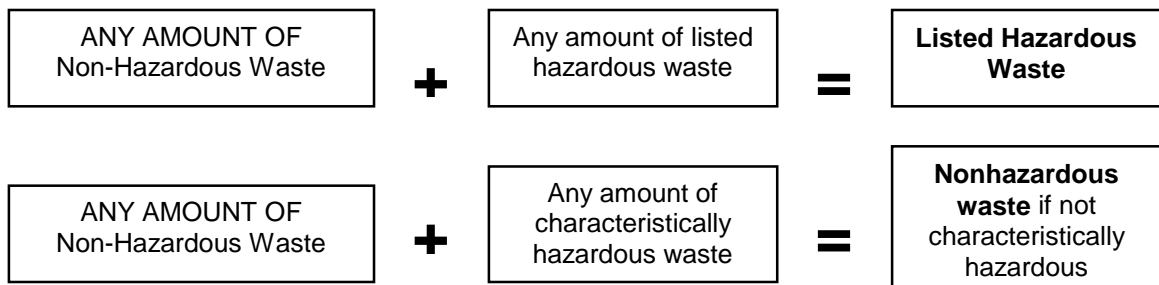 ANY AMOUNT OF
Non-Hazardous Waste
+
Any amount of listed
hazardous waste
=
Listed Hazardous
Waste
ANY AMOUNT OF
Non-Hazardous Waste
+
Any amount of
characteristically
hazardous waste
=
Nonhazardous
waste if not
characteristically
hazardous